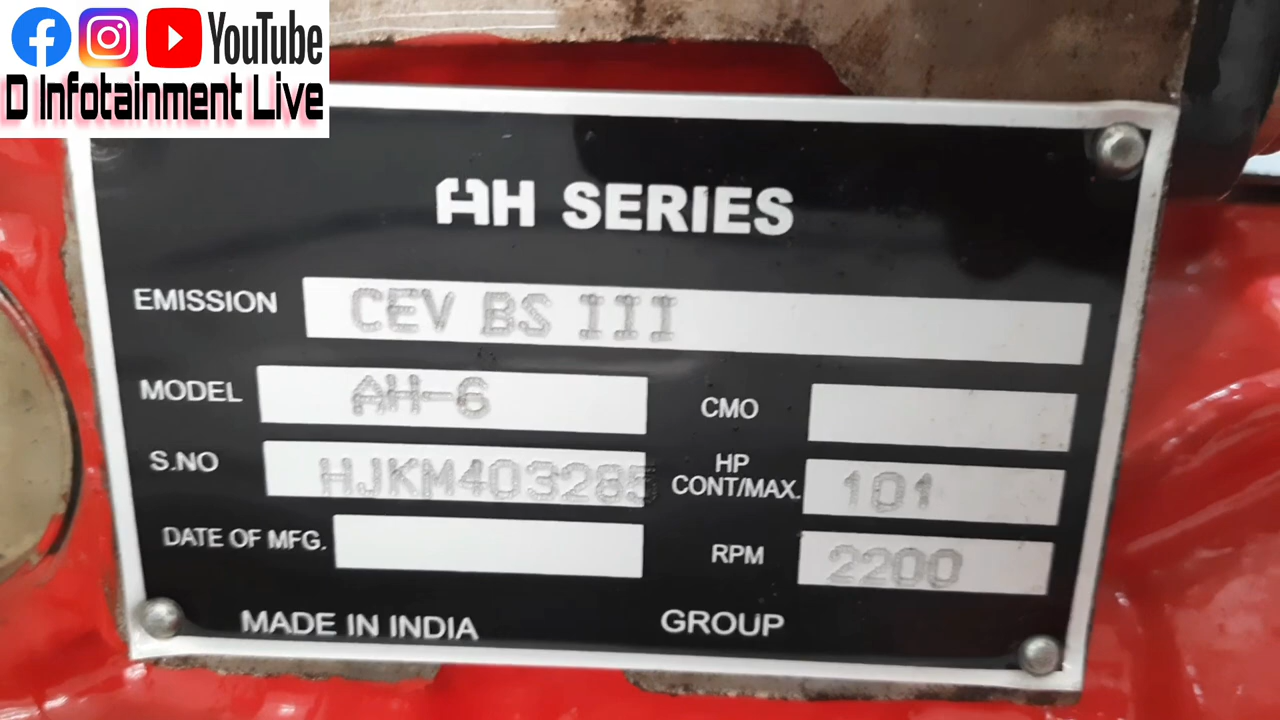 YouTube
D Infotainment Live
AH SERIES
EMISSION CEV BS III
MODEL AH-6
CMO
S.NO HJKM403285
HP
CONT/MAX. 101
DATE OF MFG.
RPM 2200
MADE IN INDIA
GROUP